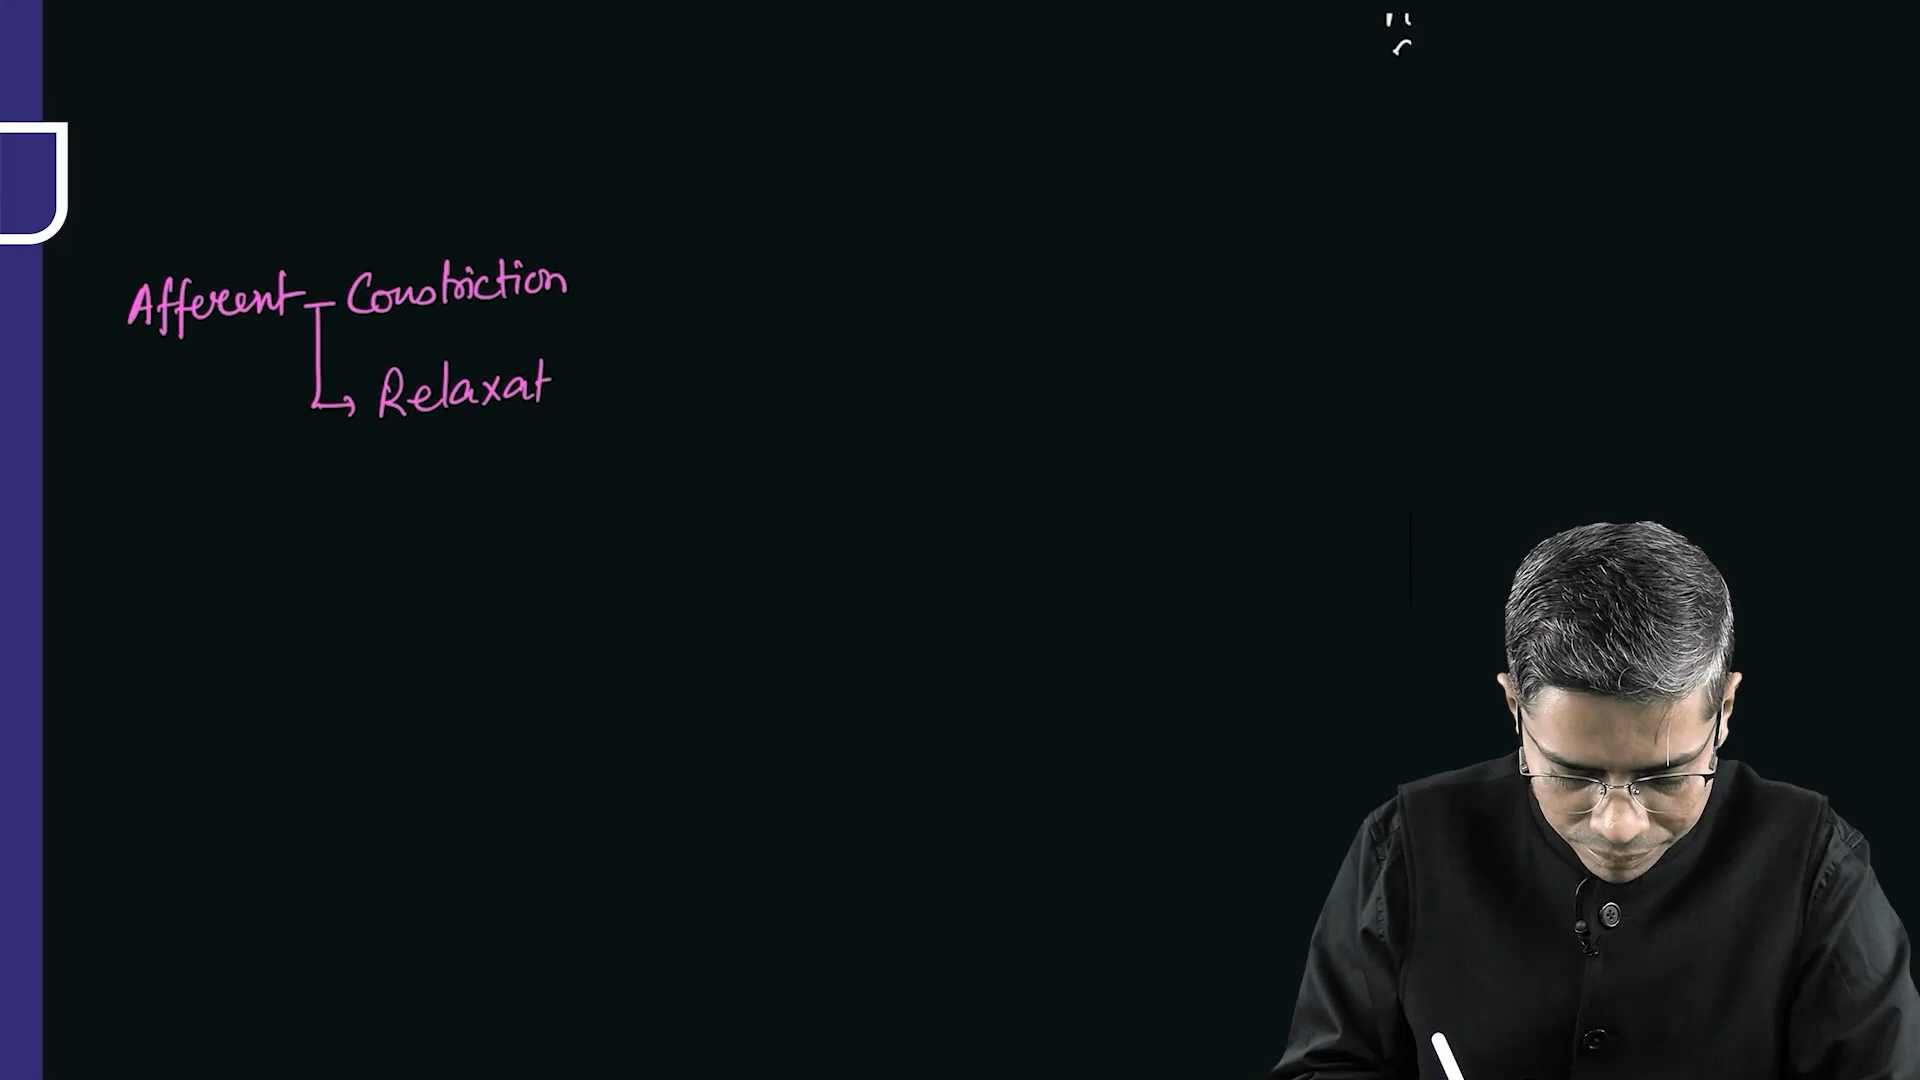 Afferent - Constriction
→ Relaxat